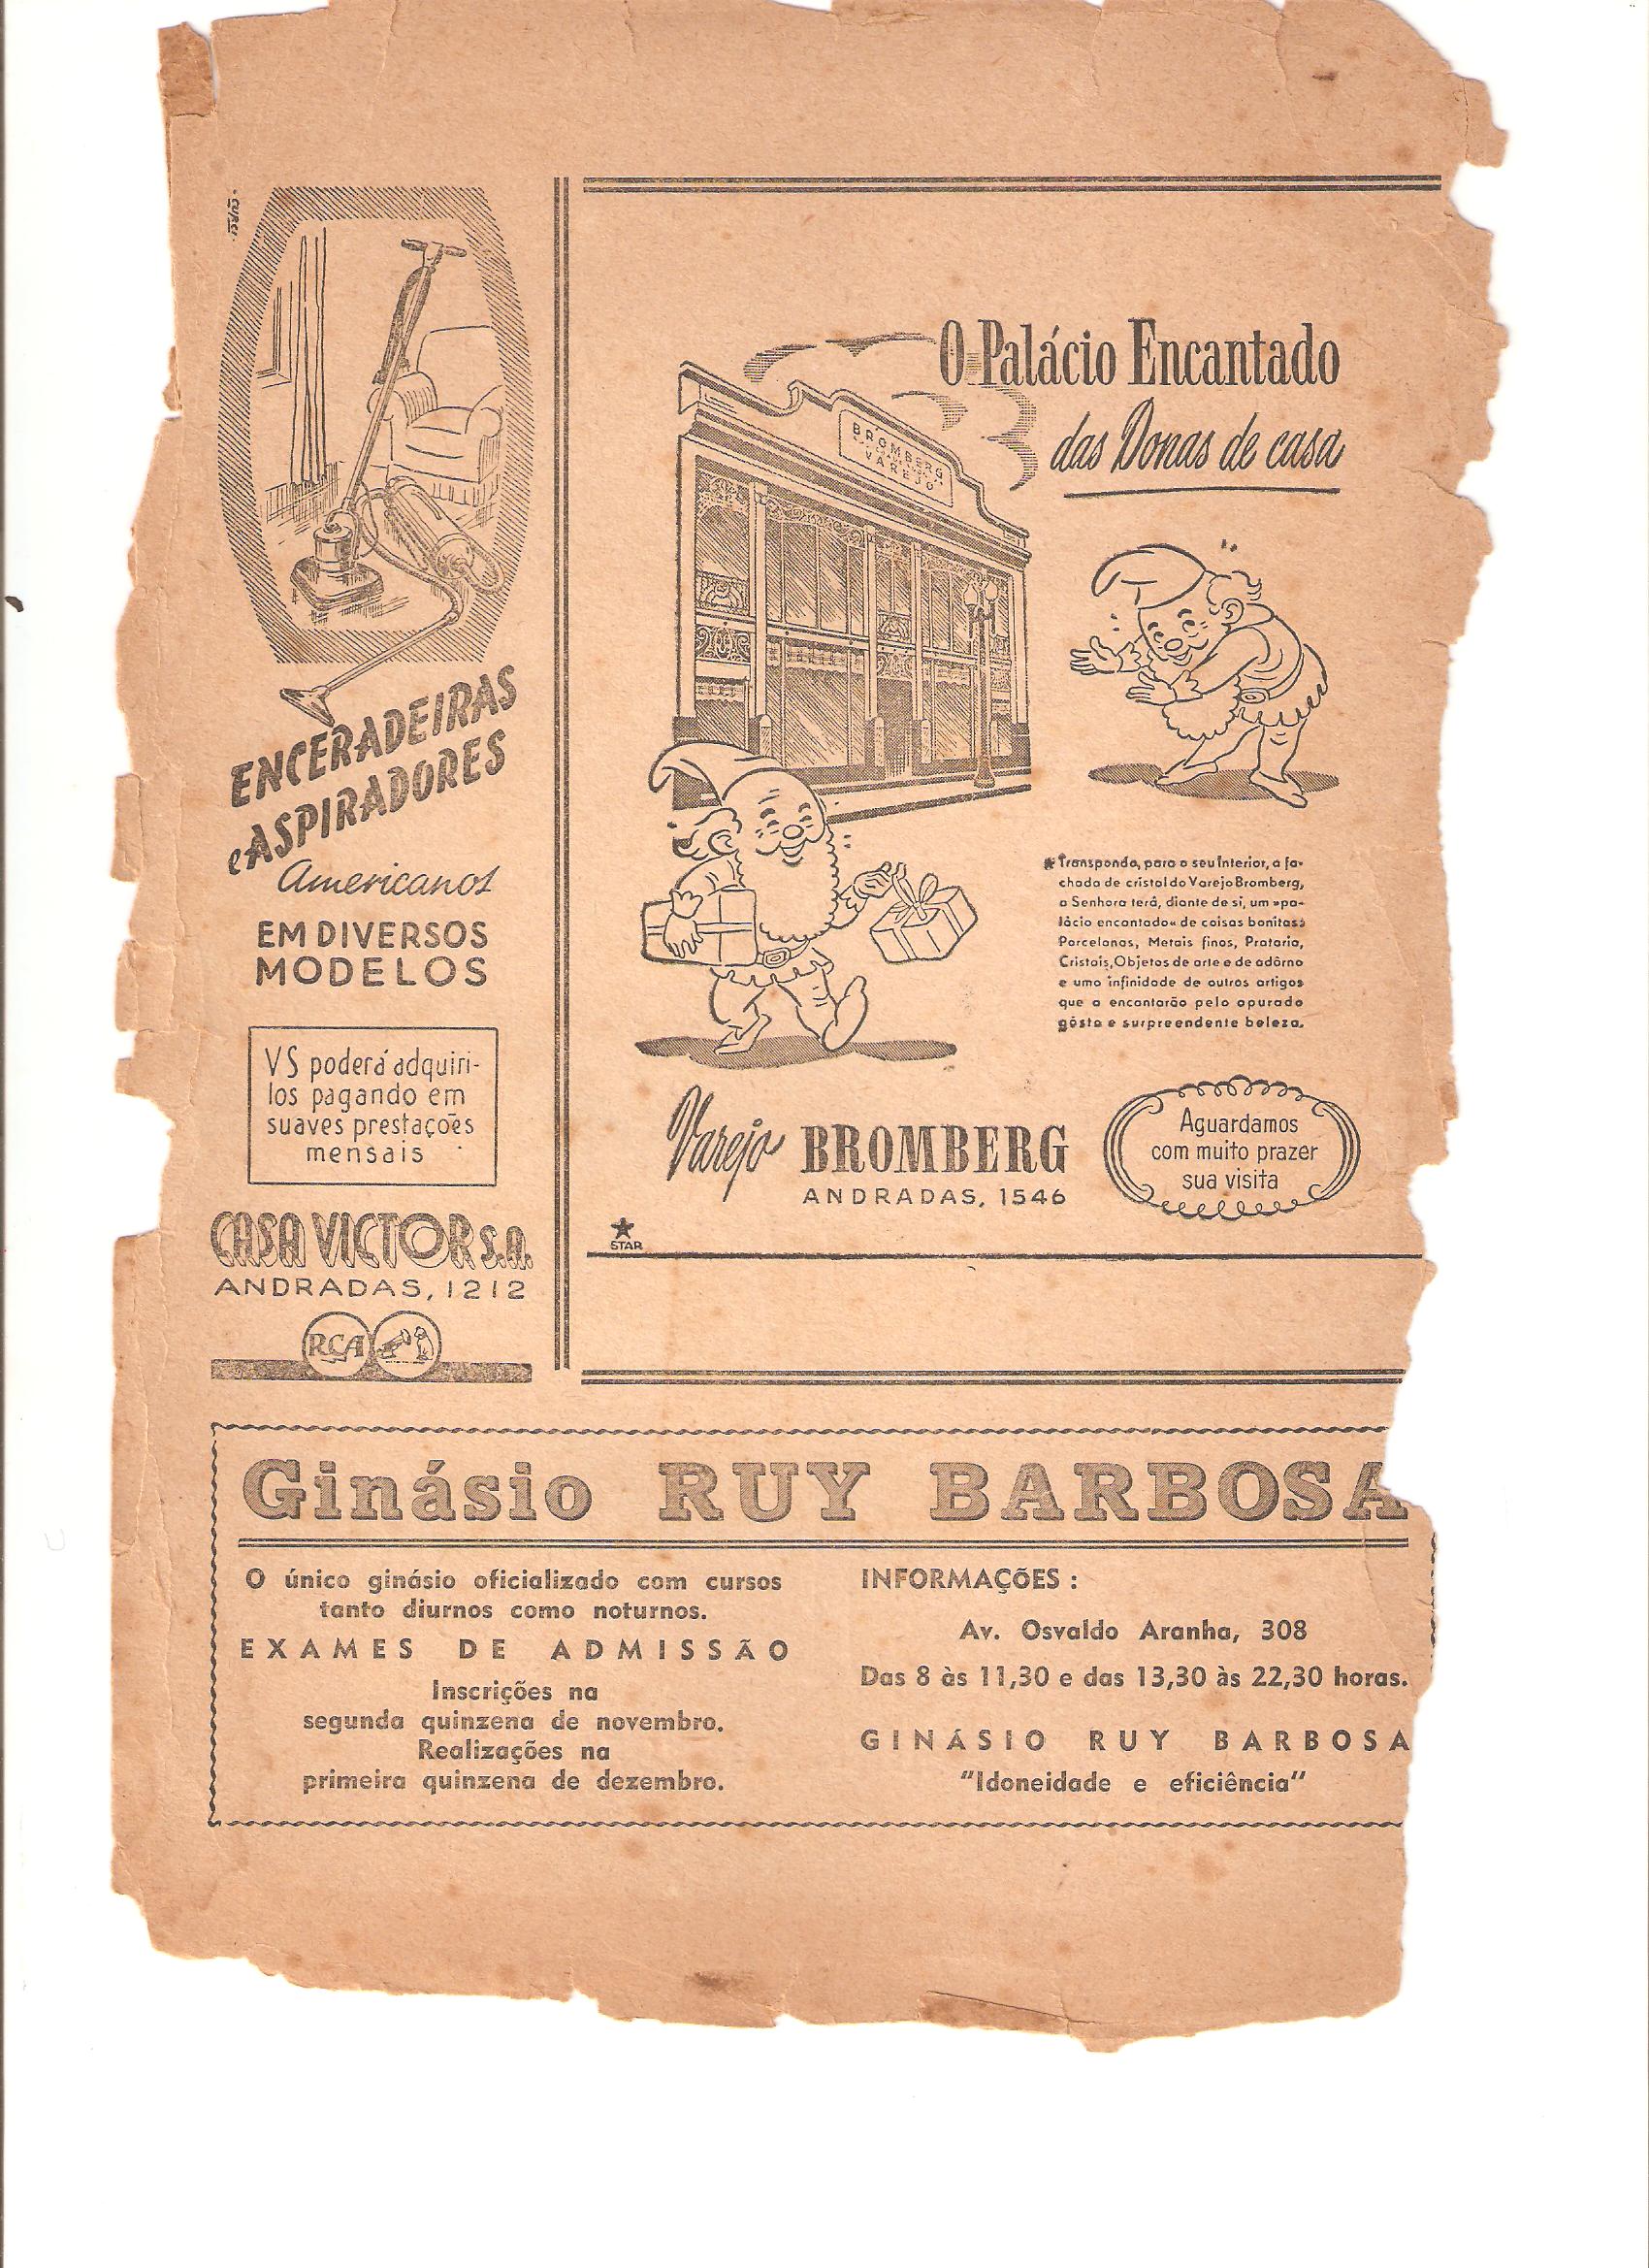 CURCI
ENCERADEIRAS
e ASPIRADORES
Americanos
EM DIVERSOS
MODELOS
VS poderá adquiri-
los pagando em
suaves prestações
mensais
CASA VICTOR S.A.
ANDRADAS, 1212
RCA
O Palácio Encantado
das Donas de casa
BROMBERG
VAREJO
* Transpondo, para o seu interior, a fa-
chada de cristal do Varejo Bromberg,
a Senhora terá, diante de si, um »pa-
lácio encantado« de coisas bonitas:
Porcelanas, Metais finos, Prataria,
Cristais, Objetos de arte e de adôrno
e uma infinidade de outros artigos
que a encantarão pelo apurado
gôsto e surpreendente beleza.
Varejo BROMBERG
ANDRADAS, 1546
Aguardamos
com muito prazer
sua visita
STAR
Ginásio RUY BARBOSA
O único ginásio oficializado com cursos
tanto diurnos como noturnos.
EXAMES DE ADMISSÃO
Inscrições na
segunda quinzena de novembro.
Realizações na
primeira quinzena de dezembro.
INFORMAÇÕES :
Av. Osvaldo Aranha, 308
Das 8 às 11,30 e das 13,30 às 22,30 horas.
GINÁSIO RUY BARBOSA
"Idoneidade e eficiência"